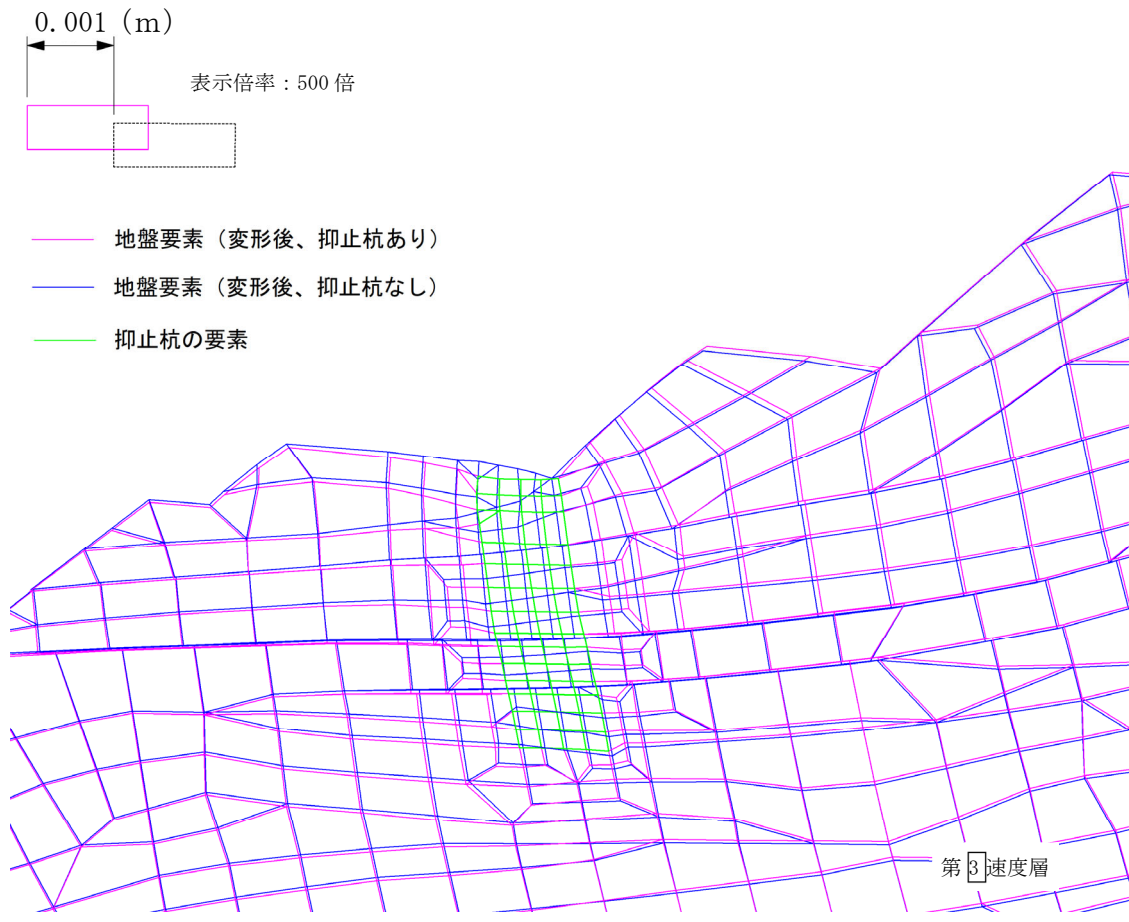 0.001（m）
表示倍率：500倍
地盤要素（変形後、抑止杭あり）
地盤要素（変形後、抑止杭なし）
抑止杭の要素
第3速度層